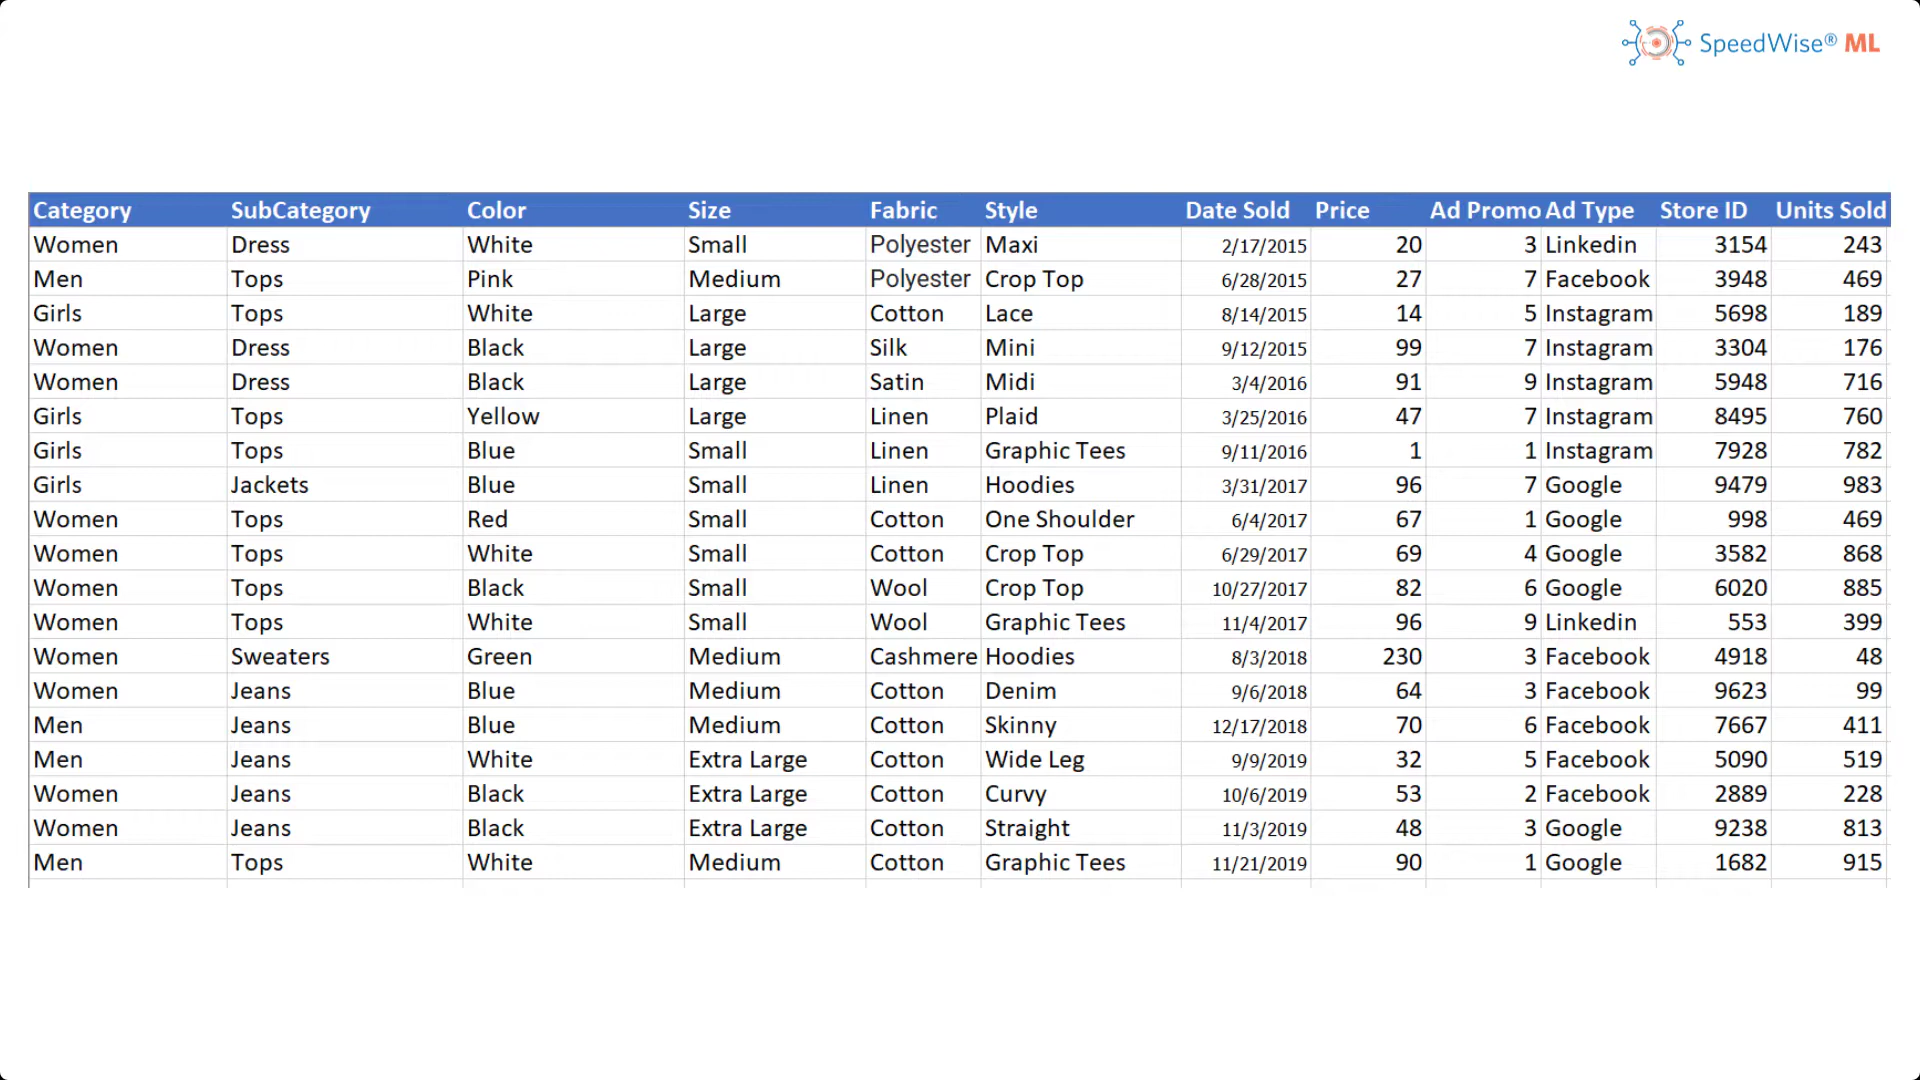 SpeedWise® ML
Category SubCategory Color Size Fabric Style Date Sold Price Ad Promo Ad Type Store ID Units Sold
Women Dress White Small Polyester Maxi 2/17/2015 20 3 Linkedin 3154 243
Men Tops Pink Medium Polyester Crop Top 6/28/2015 27 7 Facebook 3948 469
Girls Tops White Large Cotton Lace 8/14/2015 14 5 Instagram 5698 189
Women Dress Black Large Silk Mini 9/12/2015 99 7 Instagram 3304 176
Women Dress Black Large Satin Midi 3/4/2016 91 9 Instagram 5948 716
Girls Tops Yellow Large Linen Plaid 3/25/2016 47 7 Instagram 8495 760
Girls Tops Blue Small Linen Graphic Tees 9/11/2016 1 1 Instagram 7928 782
Girls Jackets Blue Small Linen Hoodies 3/31/2017 96 7 Google 9479 983
Women Tops Red Small Cotton One Shoulder 6/4/2017 67 1 Google 998 469
Women Tops White Small Cotton Crop Top 6/29/2017 69 4 Google 3582 868
Women Tops Black Small Wool Crop Top 10/27/2017 82 6 Google 6020 885
Women Tops White Small Wool Graphic Tees 11/4/2017 96 9 Linkedin 553 399
Women Sweaters Green Medium Cashmere Hoodies 8/3/2018 230 3 Facebook 4918 48
Women Jeans Blue Medium Cotton Denim 9/6/2018 64 3 Facebook 9623 99
Men Jeans Blue Medium Cotton Skinny 12/17/2018 70 6 Facebook 7667 411
Men Jeans White Extra Large Cotton Wide Leg 9/9/2019 32 5 Facebook 5090 519
Women Jeans Black Extra Large Cotton Curvy 10/6/2019 53 2 Facebook 2889 228
Women Jeans Black Extra Large Cotton Straight 11/3/2019 48 3 Google 9238 813
Men Tops White Medium Cotton Graphic Tees 11/21/2019 90 1 Google 1682 915